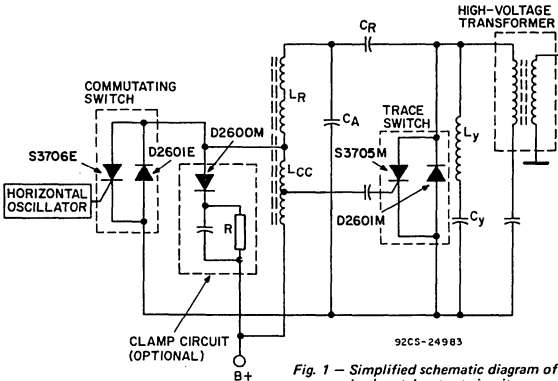 HIGH-VOLTAGE
TRANSFORMER
CR
COMMUTATING
SWITCH
LR
D2600M
CA
TRACE
SWITCH
Ly
S3706E
D2601E
LCC
S3705M
HORIZONTAL
OSCILLATOR
R
D2601M
Cy
CLAMP CIRCUIT
(OPTIONAL)
92CS-24983
B+
Fig. 1 – Simplified schematic diagram of